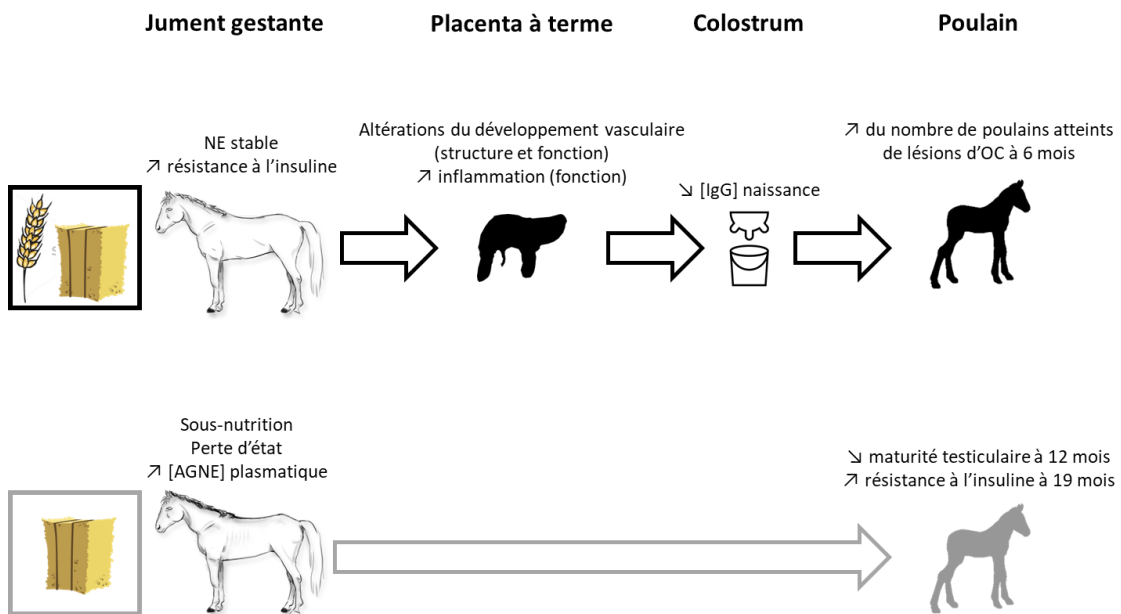 Jument gestante
Placenta à terme
Colostrum
Poulain
NE stable
↗ résistance à l'insuline
Altérations du développement vasculaire
(structure et fonction)
↗ inflammation (fonction)
↘ [IgG] naissance
↗ du nombre de poulains atteints
de lésions d'OC à 6 mois
Sous-nutrition
Perte d'état
↗ [AGNE] plasmatique
↘ maturité testiculaire à 12 mois
↗ résistance à l'insuline à 19 mois